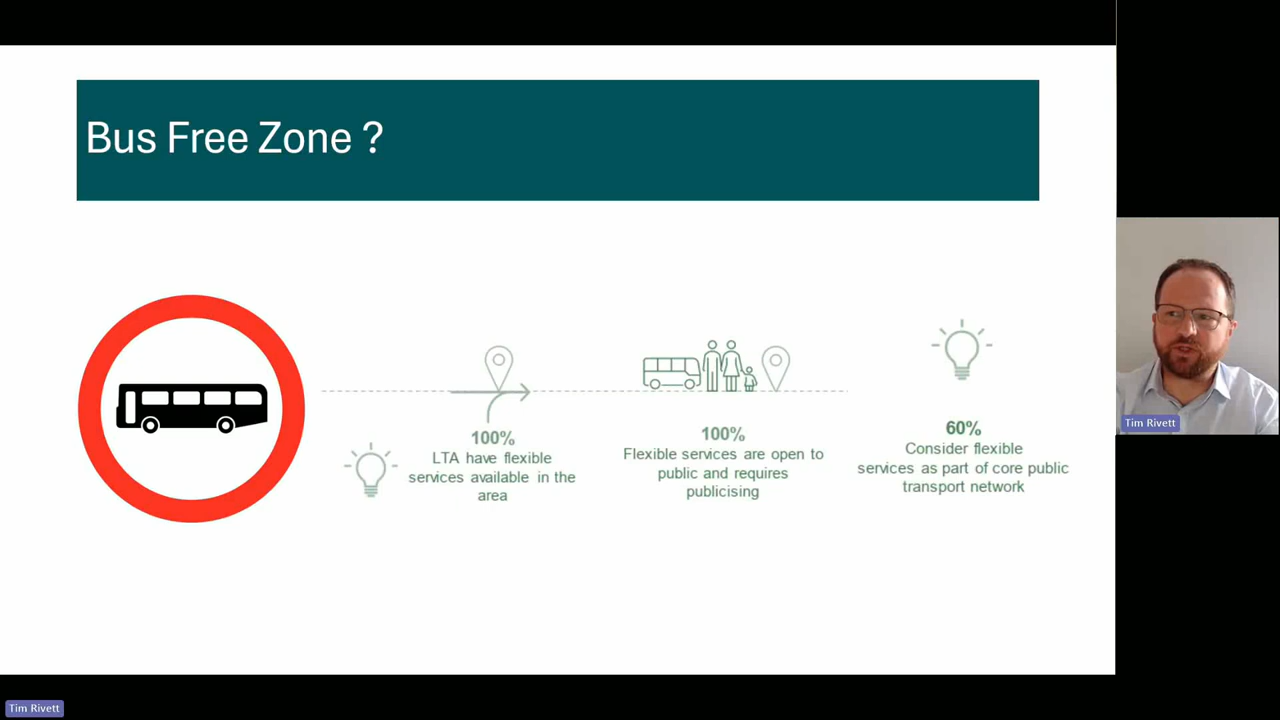 Bus Free Zone ?
100%
LTA have flexible
services available in the
area
100%
Flexible services are open to
public and requires
publicising
60%
Consider flexible
services as part of core public
transport network
Tim Rivett
Tim Rivett